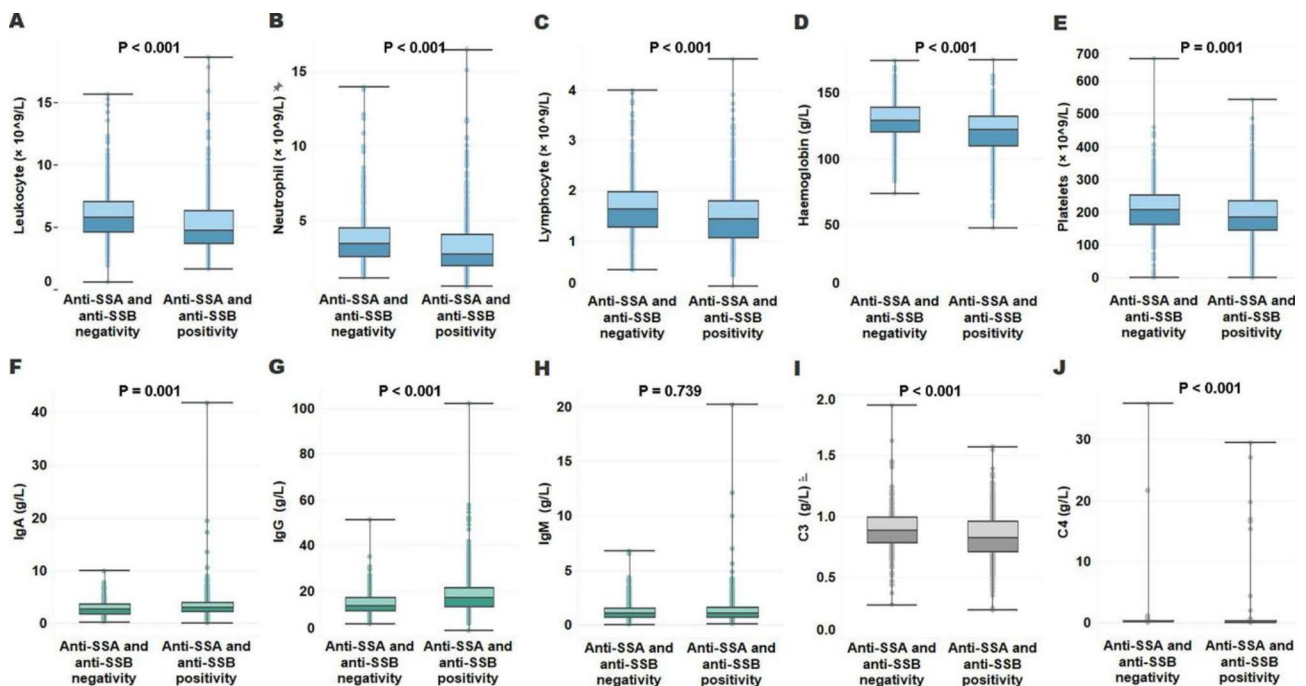 A
P < 0.001
Leukocyte (× 10^9/L)
15
10
5
0
Anti-SSA and
anti-SSB
negativity
Anti-SSA and
anti-SSB
positivity
B
P < 0.001
Neutrophil (× 10^9/L)
15
10
5
0
Anti-SSA and
anti-SSB
negativity
Anti-SSA and
anti-SSB
positivity
C
P < 0.001
Lymphocyte (× 10^9/L)
4
3
2
1
0
Anti-SSA and
anti-SSB
negativity
Anti-SSA and
anti-SSB
positivity
D
P < 0.001
Haemoglobin (g/L)
150
100
50
0
Anti-SSA and
anti-SSB
negativity
Anti-SSA and
anti-SSB
positivity
E
P = 0.001
Platelets (× 10^9/L)
700
600
500
400
300
200
100
0
Anti-SSA and
anti-SSB
negativity
Anti-SSA and
anti-SSB
positivity
F
P = 0.001
IgA (g/L)
40
30
20
10
0
Anti-SSA and
anti-SSB
negativity
Anti-SSA and
anti-SSB
positivity
G
P < 0.001
IgG (g/L)
100
80
60
40
20
0
Anti-SSA and
anti-SSB
negativity
Anti-SSA and
anti-SSB
positivity
H
P = 0.739
IgM (g/L)
20
15
10
5
0
Anti-SSA and
anti-SSB
negativity
Anti-SSA and
anti-SSB
positivity
I
P < 0.001
C3 (g/L)
2.0
1.5
1.0
0.5
0.0
Anti-SSA and
anti-SSB
negativity
Anti-SSA and
anti-SSB
positivity
J
P < 0.001
C4 (g/L)
30
20
10
0
Anti-SSA and
anti-SSB
negativity
Anti-SSA and
anti-SSB
positivity